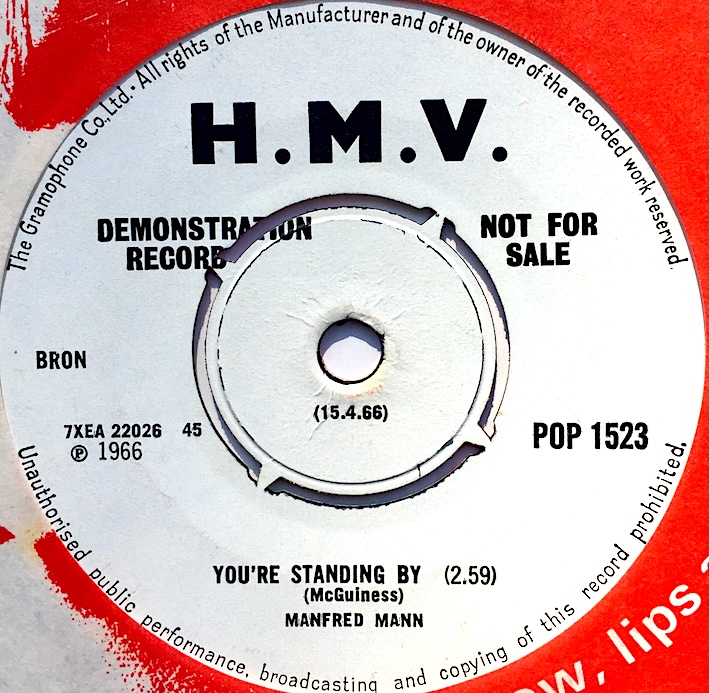 The Gramophone Co., Ltd. • All rights of the Manufacturer and of the owner of the recorded work reserved.
H.M.V.
DEMONSTRATION
RECORD
NOT FOR
SALE
BRON
(15.4.66)
7XEA 22026 45
℗ 1966
POP 1523
YOU'RE STANDING BY (2.59)
(McGuiness)
MANFRED MANN
Unauthorised public performance, broadcasting and copying of this record prohibited.
lips